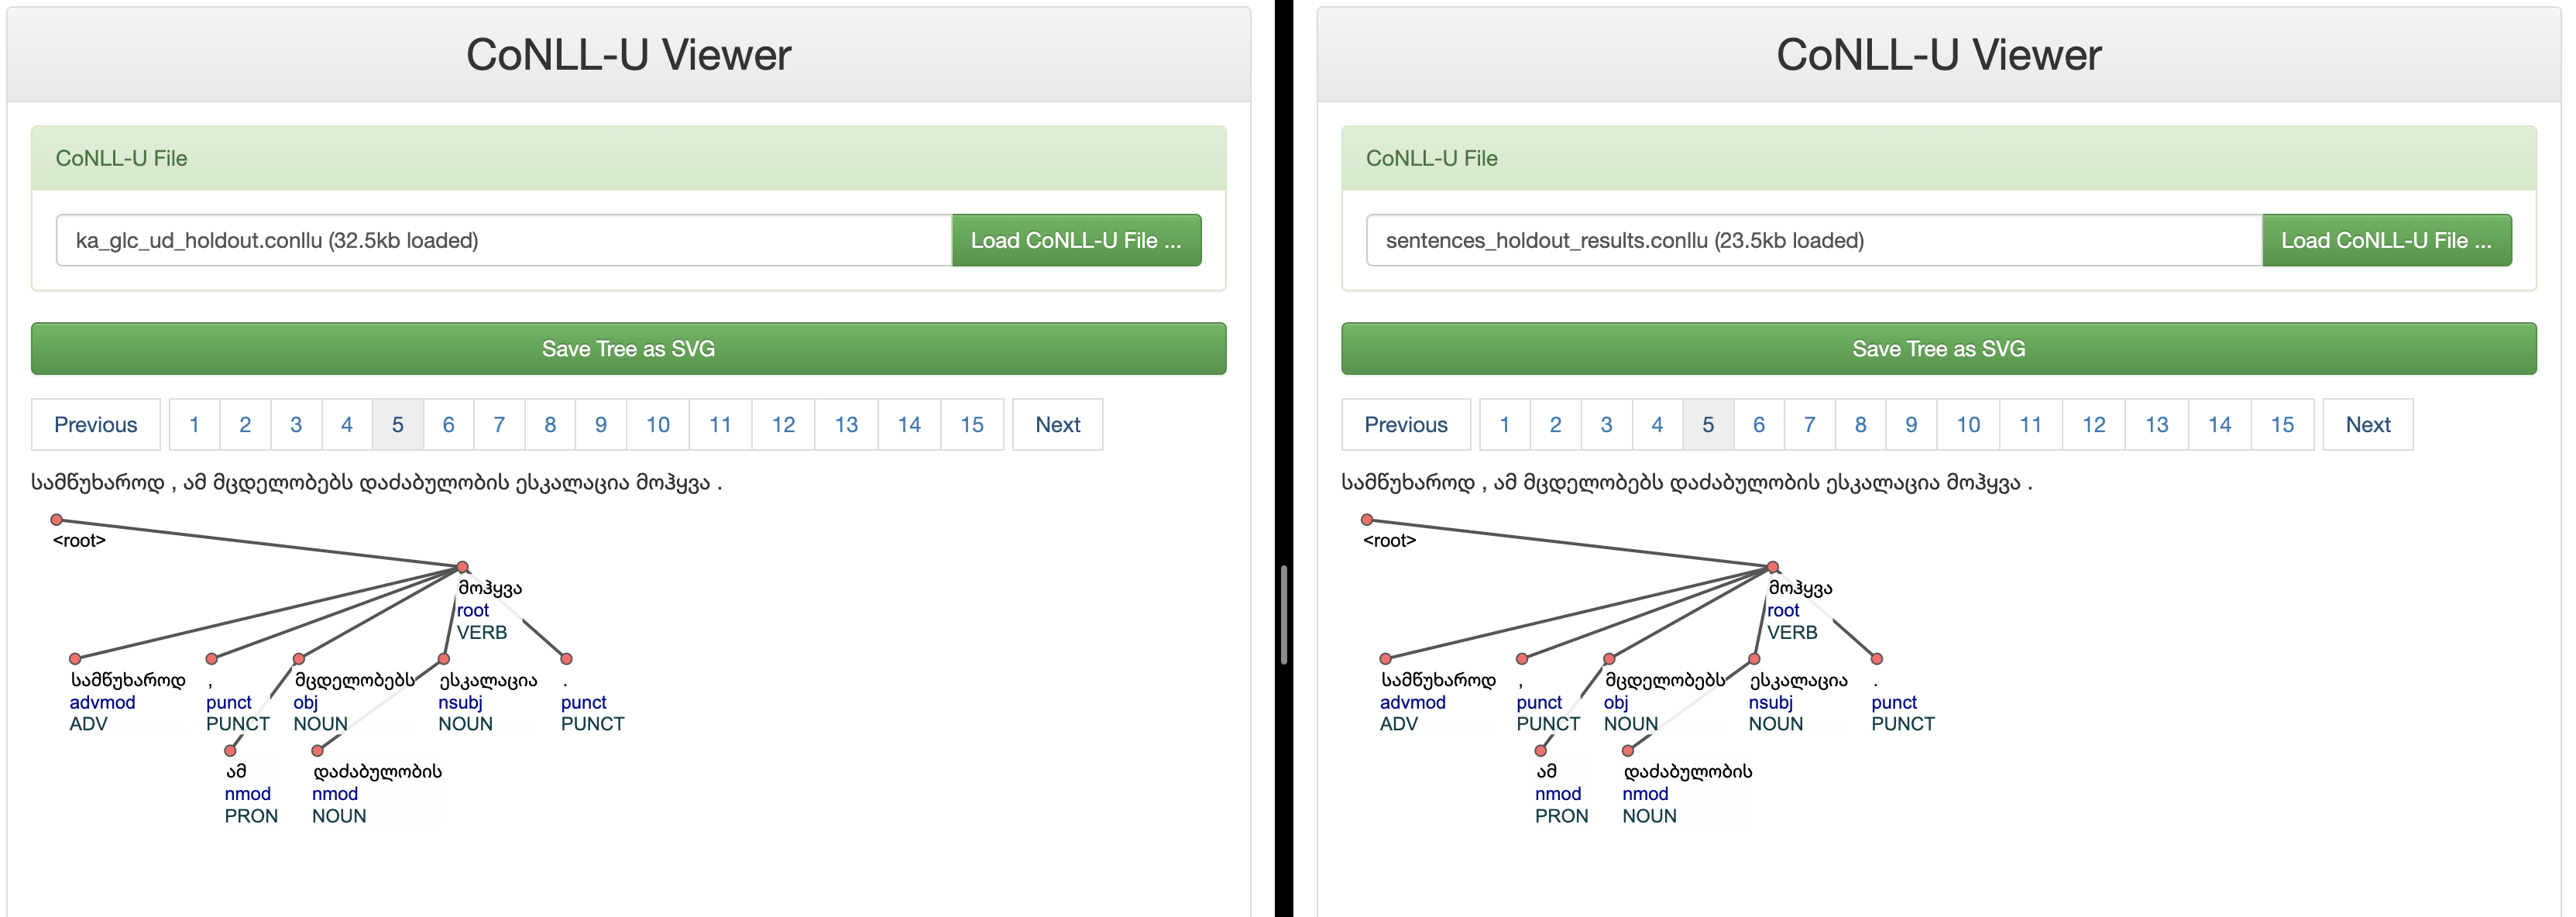 CoNLL-U Viewer
CoNLL-U File
ka_glc_ud_holdout.conllu (32.5kb loaded) Load CoNLL-U File ...
Save Tree as SVG
Previous 1 2 3 4 5 6 7 8 9 10 11 12 13 14 15 Next
სამწუხაროდ , ამ მცდელობებს დაძაბულობის ესკალაცია მოჰყვა .
<root>
მოჰყვა
root
VERB
სამწუხაროდ , მცდელობებს ესკალაცია .
advmod punct obj nsubj punct
ADV PUNCT NOUN NOUN PUNCT
ამ დაძაბულობის
nmod nmod
PRON NOUN
CoNLL-U Viewer
CoNLL-U File
sentences_holdout_results.conllu (23.5kb loaded) Load CoNLL-U File ...
Save Tree as SVG
Previous 1 2 3 4 5 6 7 8 9 10 11 12 13 14 15 Next
სამწუხაროდ , ამ მცდელობებს დაძაბულობის ესკალაცია მოჰყვა .
<root>
მოჰყვა
root
VERB
სამწუხაროდ , მცდელობებს ესკალაცია .
advmod punct obj nsubj punct
ADV PUNCT NOUN NOUN PUNCT
ამ დაძაბულობის
nmod nmod
PRON NOUN